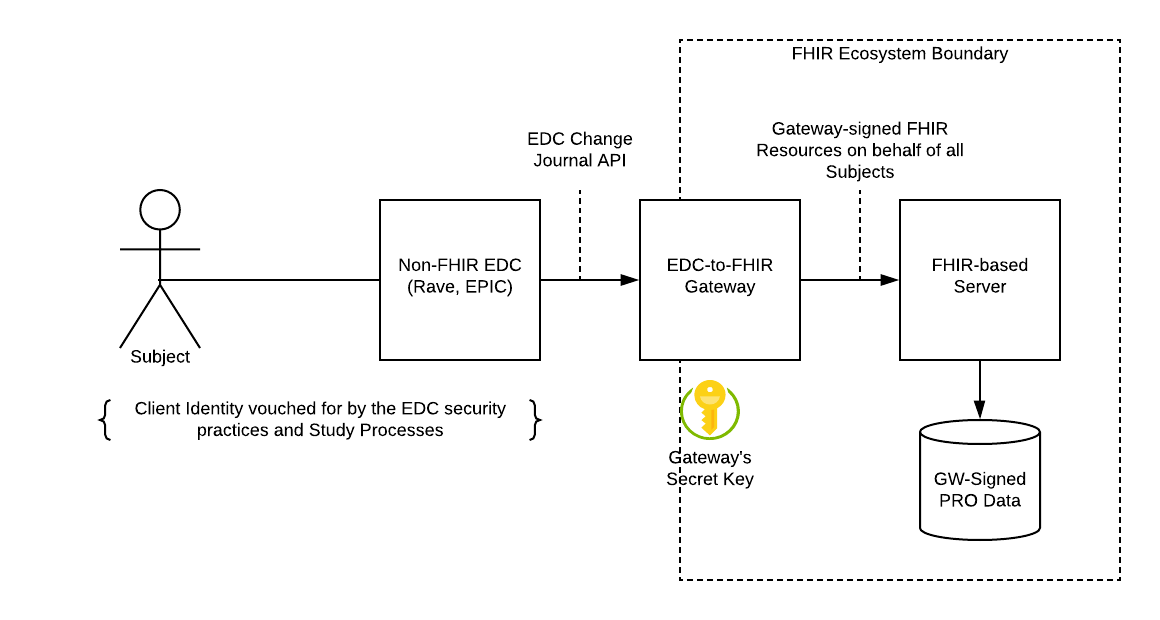 FHIR Ecosystem Boundary
EDC Change
Journal API
Gateway-signed FHIR
Resources on behalf of all
Subjects
Subject
Non-FHIR EDC
(Rave, EPIC)
EDC-to-FHIR
Gateway
FHIR-based
Server
Client Identity vouched for by the EDC security
practices and Study Processes
Gateway's
Secret Key
GW-Signed
PRO Data